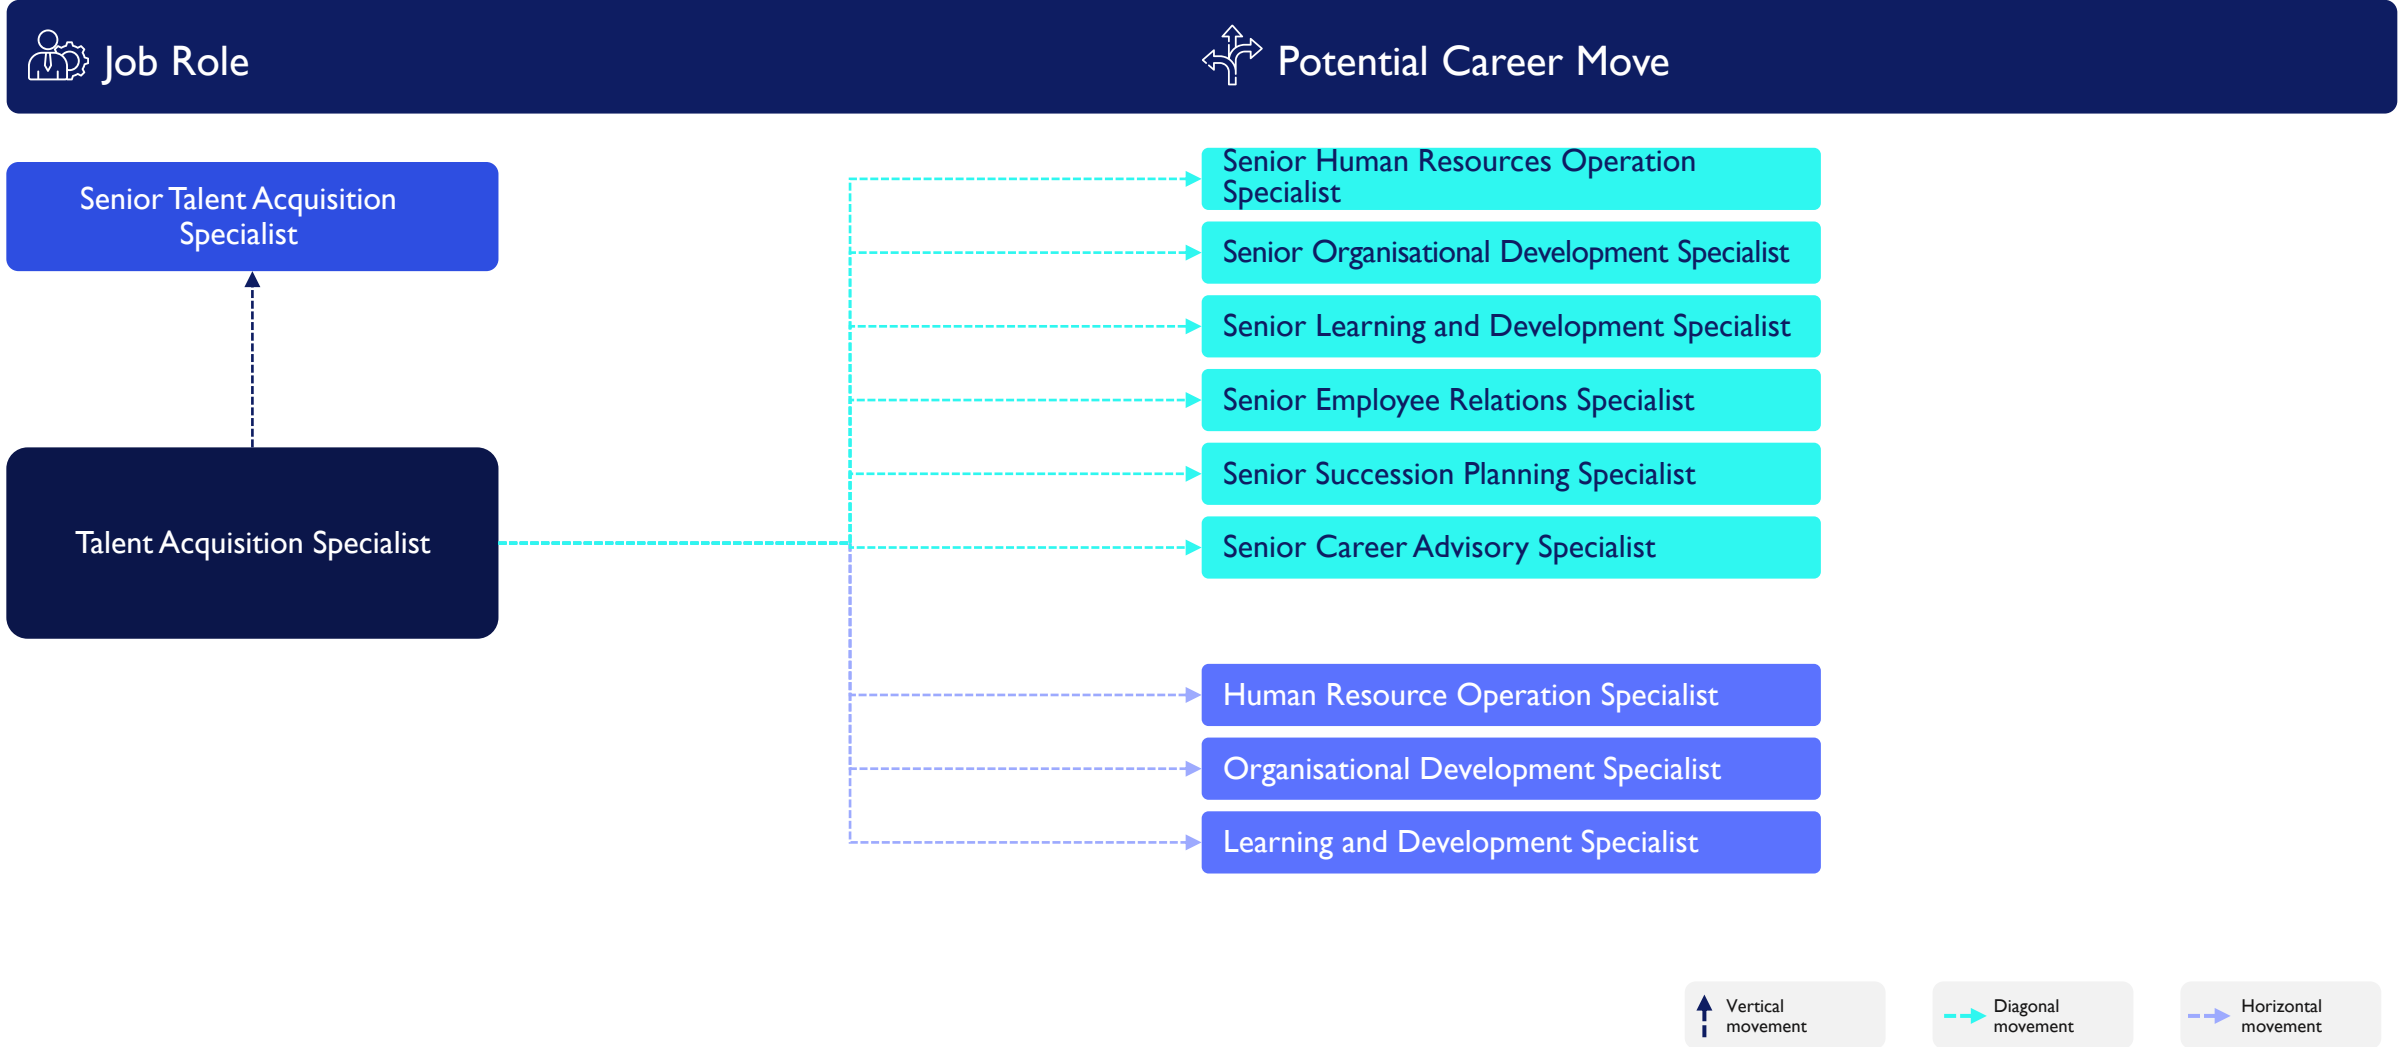 Job Role
Potential Career Move
Senior Talent Acquisition
Specialist
Talent Acquisition Specialist
Senior Human Resources Operation
Specialist
Senior Organisational Development Specialist
Senior Learning and Development Specialist
Senior Employee Relations Specialist
Senior Succession Planning Specialist
Senior Career Advisory Specialist
Human Resource Operation Specialist
Organisational Development Specialist
Learning and Development Specialist
Vertical
movement
Diagonal
movement
Horizontal
movement